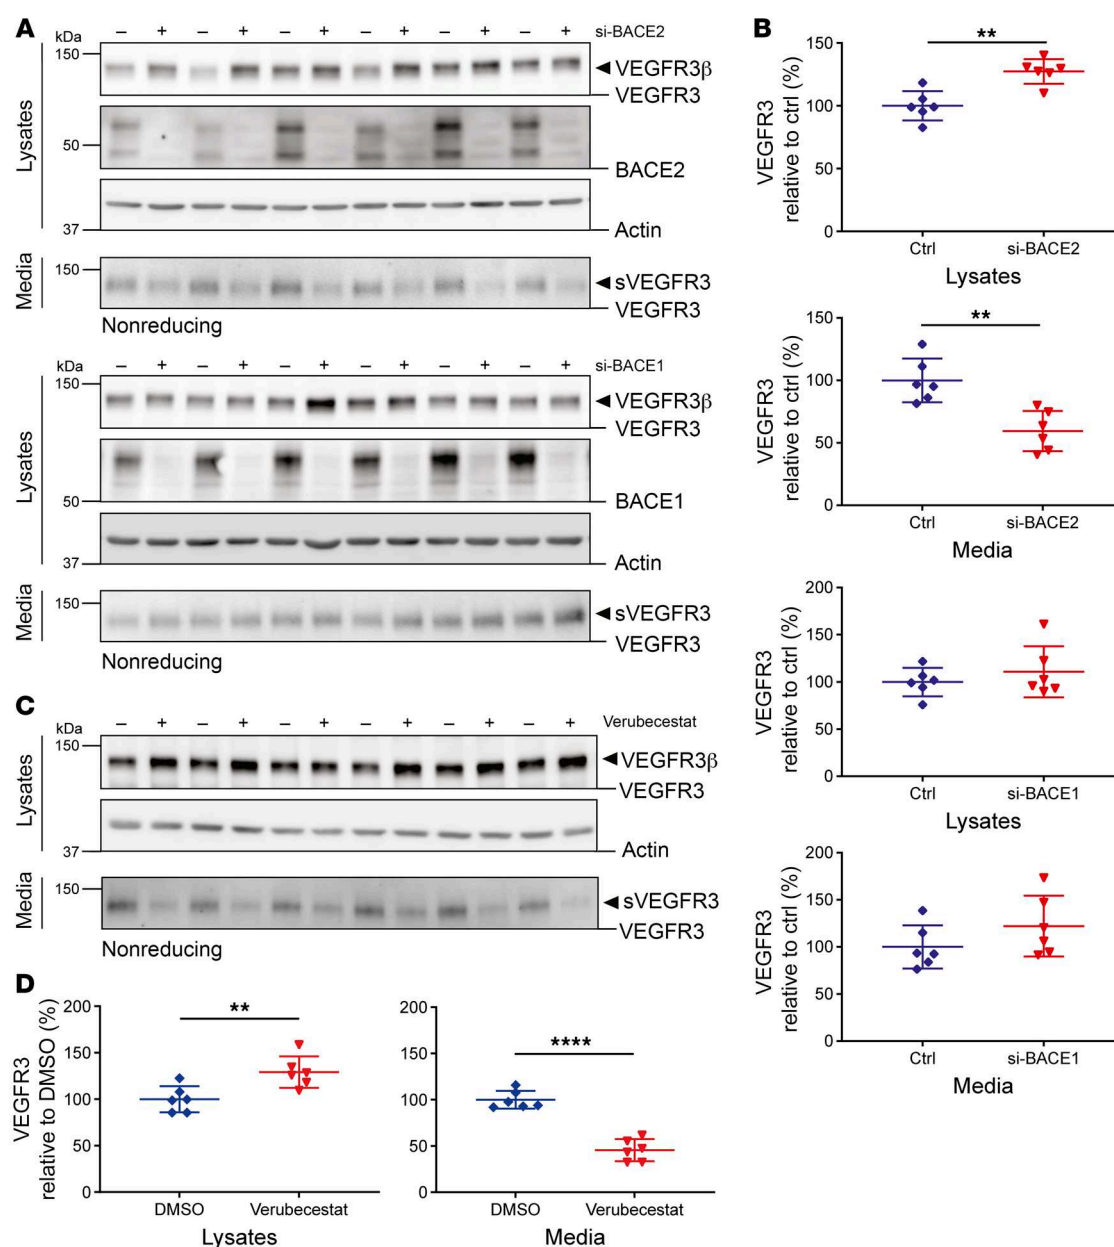 A
kDa
– + – + – + – + – + – + si-BACE2
150
VEGFR3β
VEGFR3
Lysates
50
BACE2
37
Actin
Media
150
sVEGFR3
VEGFR3
Nonreducing
kDa
– + – + – + – + – + – + si-BACE1
150
VEGFR3β
VEGFR3
Lysates
50
BACE1
37
Actin
Media
150
sVEGFR3
VEGFR3
Nonreducing
B
VEGFR3
relative to ctrl (%)
150
100
50
0
**
Ctrl si-BACE2
Lysates
VEGFR3
relative to ctrl (%)
150
100
50
0
**
Ctrl si-BACE2
Media
VEGFR3
relative to ctrl (%)
200
150
100
50
0
Ctrl si-BACE1
Lysates
VEGFR3
relative to ctrl (%)
200
150
100
50
0
Ctrl si-BACE1
Media
C
kDa
– + – + – + – + – + – + Verubecestat
150
VEGFR3β
VEGFR3
Lysates
37
Actin
Media
150
sVEGFR3
VEGFR3
Nonreducing
D
VEGFR3
relative to DMSO (%)
200
150
100
50
0
**
DMSO Verubecestat
Lysates
200
150
100
50
0
****
DMSO Verubecestat
Media